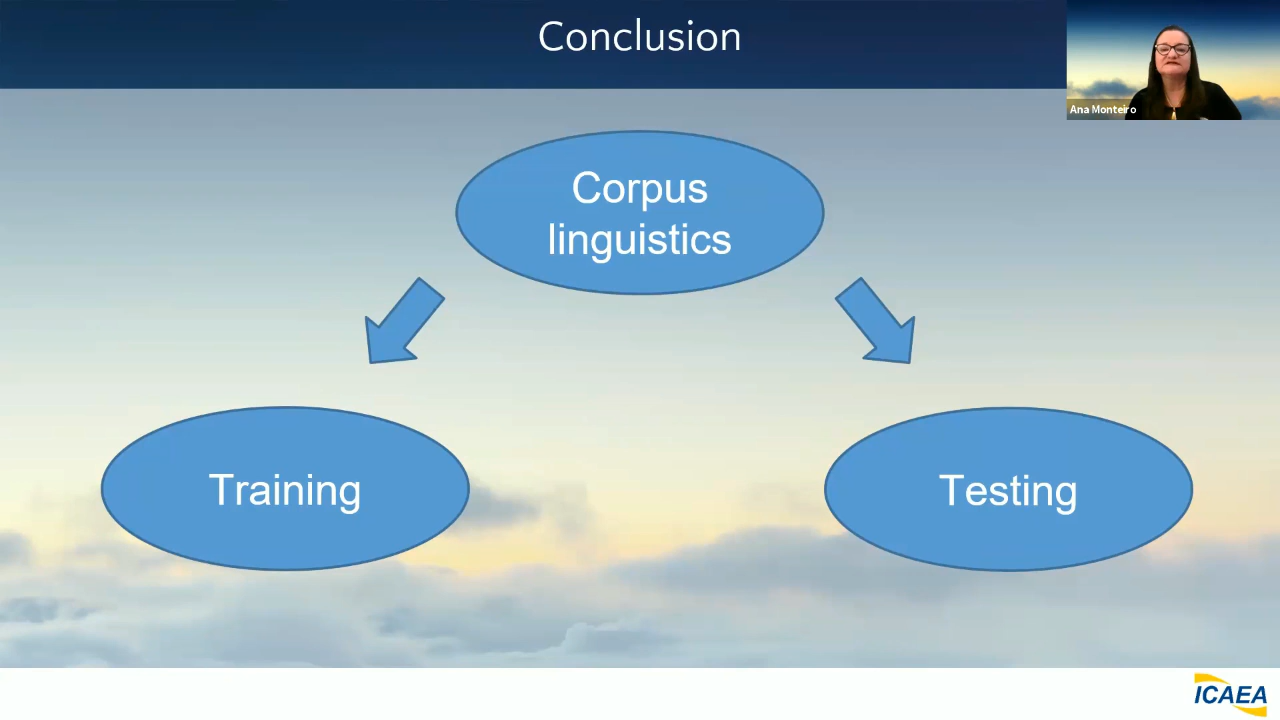 Conclusion
Ana Monteiro
Corpus
linguistics
Training
Testing
ICAEA